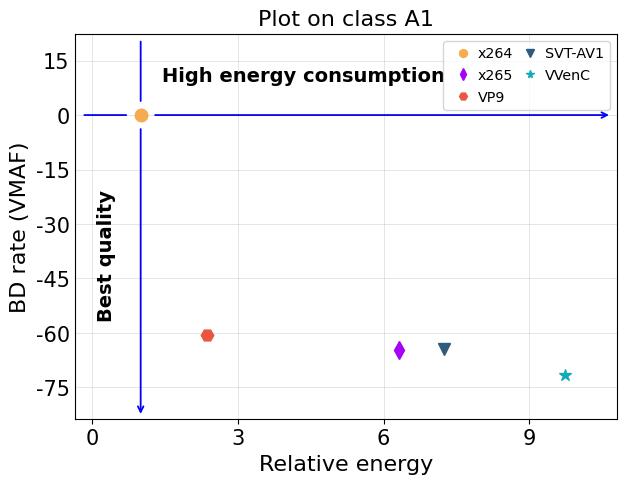 Plot on class A1
x264
x265
VP9
SVT-AV1
VVenC
High energy consumption
Best quality
BD rate (VMAF)
15
0
-15
-30
-45
-60
-75
0 3 6 9
Relative energy